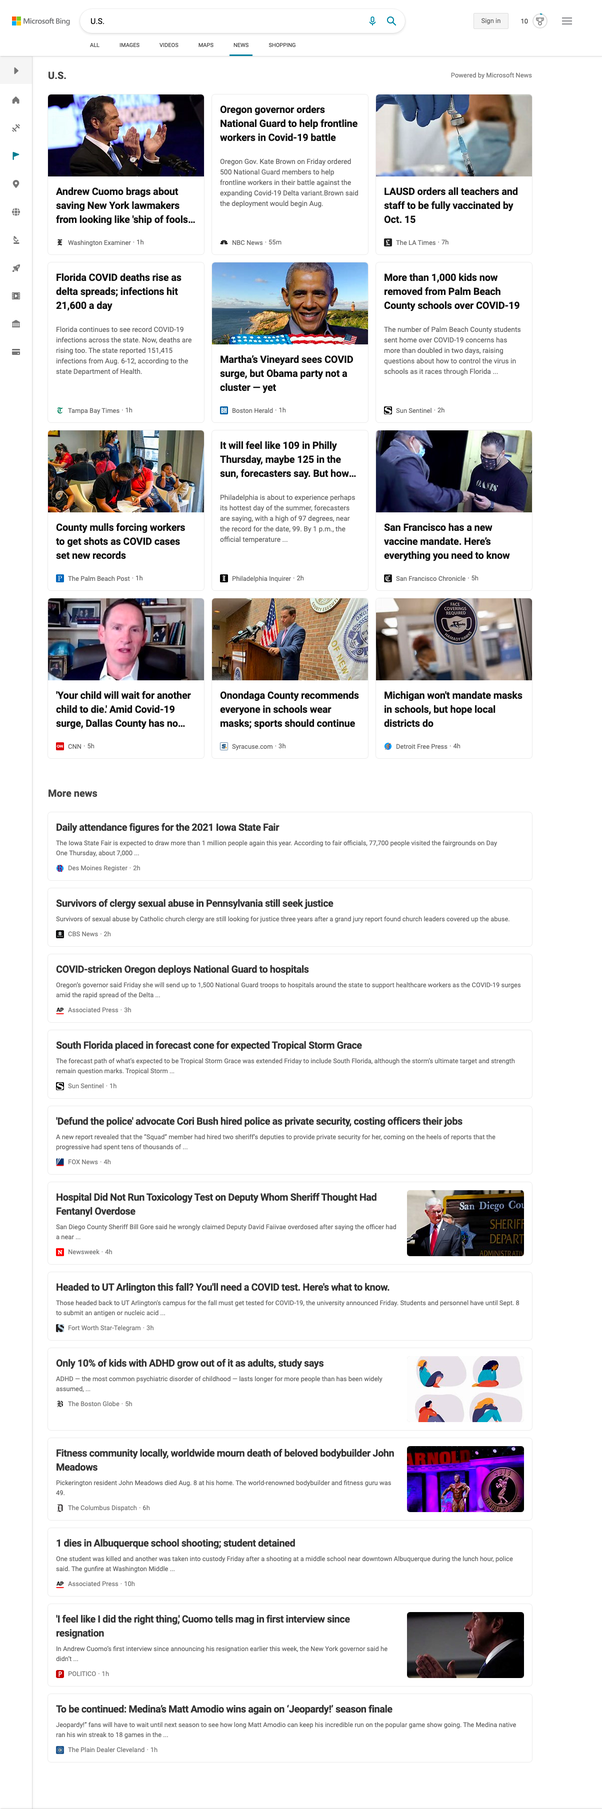 Microsoft Bing
U.S.
Sign in
10
ALL
IMAGES
VIDEOS
MAPS
NEWS
SHOPPING
U.S.
Powered by Microsoft News
Andrew Cuomo brags about
saving New York lawmakers
from looking like 'ship of fools...
Washington Examiner · 1h
Oregon governor orders
National Guard to help frontline
workers in Covid-19 battle
Oregon Gov. Kate Brown on Friday ordered
500 National Guard members to help
frontline workers in their battle against the
expanding Covid-19 Delta variant.Brown said
the deployment would begin Aug.
NBC News · 55m
LAUSD orders all teachers and
staff to be fully vaccinated by
Oct. 15
The LA Times · 7h
Florida COVID deaths rise as
delta spreads; infections hit
21,600 a day
Florida continues to see record COVID-19
infections across the state. Now, deaths are
rising too. The state reported 151,415
infections from Aug. 6-12, according to the
state Department of Health.
Tampa Bay Times · 1h
Martha's Vineyard sees COVID
surge, but Obama party not a
cluster — yet
Boston Herald · 1h
More than 1,000 kids now
removed from Palm Beach
County schools over COVID-19
The number of Palm Beach County students
sent home over COVID-19 concerns has
more than doubled in two days, raising
questions about how to control the virus in
schools as it races through Florida ...
Sun Sentinel · 2h
County mulls forcing workers
to get shots as COVID cases
set new records
The Palm Beach Post · 1h
It will feel like 109 in Philly
Thursday, maybe 125 in the
sun, forecasters say. But how...
Philadelphia is about to experience perhaps
its hottest day of the summer, forecasters
are saying, with a high of 97 degrees, near
the record for the date, 99. By 1 p.m., the
official temperature ...
Philadelphia Inquirer · 2h
San Francisco has a new
vaccine mandate. Here's
everything you need to know
San Francisco Chronicle · 5h
'Your child will wait for another
child to die.' Amid Covid-19
surge, Dallas County has no...
CNN · 5h
Onondaga County recommends
everyone in schools wear
masks; sports should continue
Syracuse.com · 3h
FACE
COVERINGS
REQUIRED
Michigan won't mandate masks
in schools, but hope local
districts do
Detroit Free Press · 4h
More news
Daily attendance figures for the 2021 Iowa State Fair
The Iowa State Fair is expected to draw more than 1 million people again this year. According to fair officials, 77,700 people visited the fairgrounds on Day
One Thursday, about 7,000 ...
Des Moines Register · 2h
Survivors of clergy sexual abuse in Pennsylvania still seek justice
Survivors of sexual abuse by Catholic church clergy are still looking for justice three years after a grand jury report found church leaders covered up the abuse.
CBS News · 2h
COVID-stricken Oregon deploys National Guard to hospitals
Oregon's governor said Friday she will send up to 1,500 National Guard troops to hospitals around the state to support healthcare workers as the COVID-19 surges
amid the rapid spread of the Delta ...
AP Associated Press · 3h
South Florida placed in forecast cone for expected Tropical Storm Grace
The forecast path of what's expected to be Tropical Storm Grace was extended Friday to include South Florida, although the storm's ultimate target and strength
remain question marks. Tropical Storm ...
Sun Sentinel · 1h
'Defund the police' advocate Cori Bush hired police as private security, costing officers their jobs
A new report revealed that the "Squad" member had hired two sheriff's deputies to provide private security for her, coming on the heels of reports that the
progressive had spent tens of thousands of ...
FOX News · 4h
Hospital Did Not Run Toxicology Test on Deputy Whom Sheriff Thought Had
Fentanyl Overdose
San Diego County Sheriff Bill Gore said he wrongly claimed Deputy David Faiivae overdosed after saying the officer had
a near ...
Newsweek · 4h
San Diego Cou
SHERIFF
DEPART
ADMINISTRATI
Headed to UT Arlington this fall? You'll need a COVID test. Here's what to know.
Those headed back to UT Arlington's campus for the fall must get tested for COVID-19, the university announced Friday. Students and personnel have until Sept. 8
to submit an antigen or nucleic acid ...
Fort Worth Star-Telegram · 3h
Only 10% of kids with ADHD grow out of it as adults, study says
ADHD — the most common psychiatric disorder of childhood — lasts longer for more people than has been widely
assumed, ...
The Boston Globe · 5h
Fitness community locally, worldwide mourn death of beloved bodybuilder John
Meadows
Pickerington resident John Meadows died Aug. 8 at his home. The world-renowned bodybuilder and fitness guru was
49.
The Columbus Dispatch · 6h
ARNOLD
1 dies in Albuquerque school shooting; student detained
One student was killed and another was taken into custody Friday after a shooting at a middle school near downtown Albuquerque during the lunch hour, police
said. The gunfire at Washington Middle ...
AP Associated Press · 10h
'I feel like I did the right thing,' Cuomo tells mag in first interview since
resignation
In Andrew Cuomo's first interview since announcing his resignation earlier this week, the New York governor said he
didn't ...
POLITICO · 1h
To be continued: Medina's Matt Amodio wins again on 'Jeopardy!' season finale
Jeopardy!" fans will have to wait until next season to see how long Matt Amodio can keep his incredible run on the popular game show going. The Medina native
ran his win streak to 18 games in the ...
The Plain Dealer Cleveland · 1h